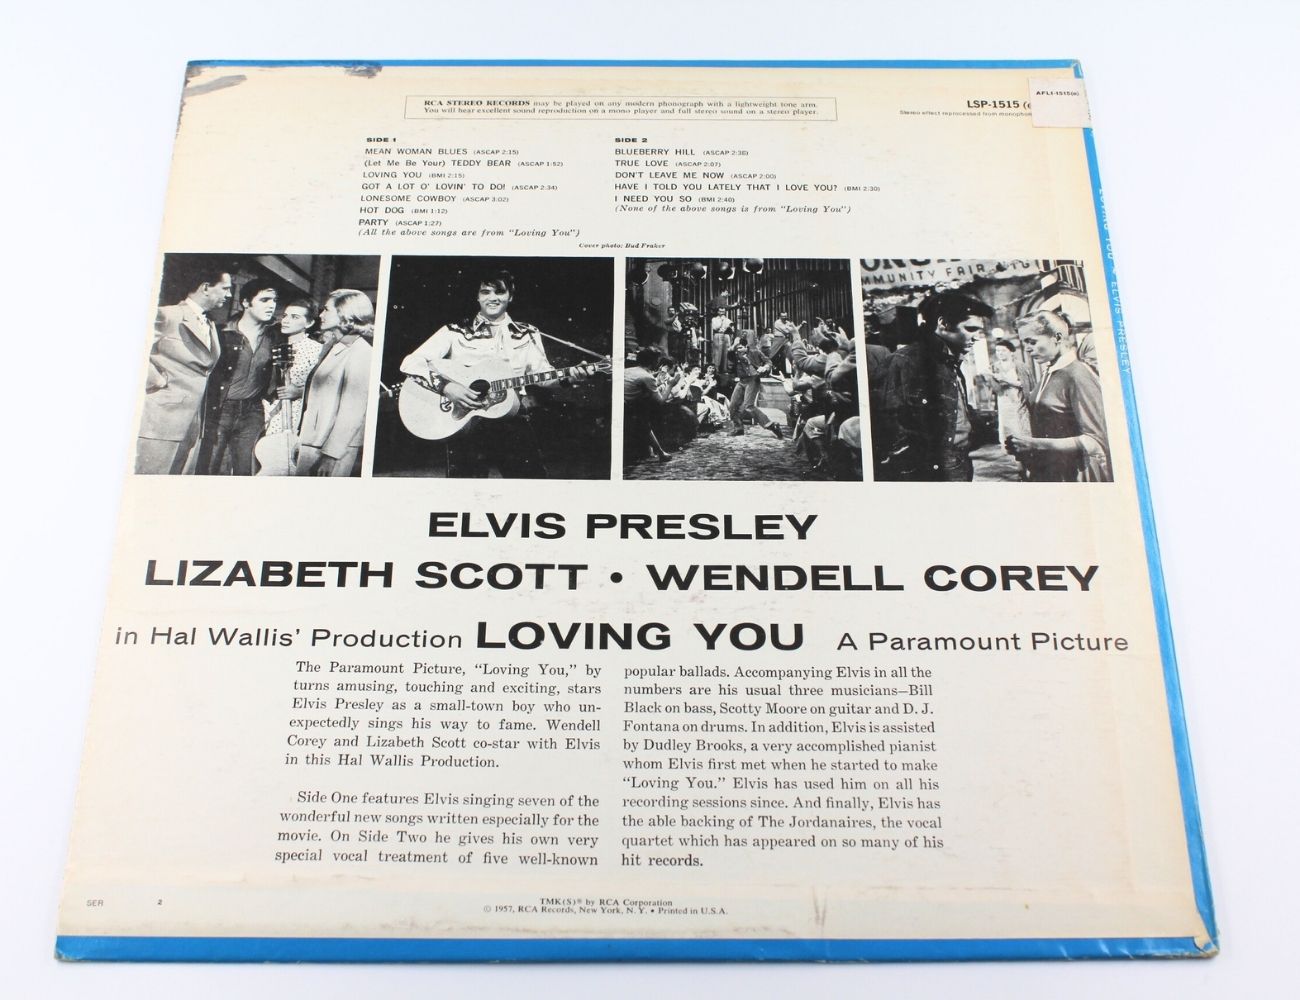 RCA STEREO RECORDS may be played on any modern phonograph with a lightweight tone arm.
You will hear excellent sound reproduction on a mono player and full stereo sound on a stereo player.
LSP-1515 (e
Stereo effect reprocessed from monophon
AFL1-1515(e)
SIDE 1
MEAN WOMAN BLUES (ASCAP 2:15)
(Let Me Be Your) TEDDY BEAR (ASCAP 1:52)
LOVING YOU (BMI 2:15)
GOT A LOT O' LOVIN' TO DO! (ASCAP 2:34)
LONESOME COWBOY (ASCAP 3:02)
HOT DOG (BMI 1:12)
PARTY (ASCAP 1:27)
(All the above songs are from "Loving You")
SIDE 2
BLUEBERRY HILL (ASCAP 2:38)
TRUE LOVE (ASCAP 2:07)
DON'T LEAVE ME NOW (ASCAP 2:00)
HAVE I TOLD YOU LATELY THAT I LOVE YOU? (BMI 2:30)
I NEED YOU SO (BMI 2:40)
(None of the above songs is from "Loving You")
Cover photo: Bud Fraker
LOVING YOU ELVIS PRESLEY
MMUNITY FAIR
ELVIS PRESLEY
LIZABETH SCOTT • WENDELL COREY
in Hal Wallis' Production LOVING YOU A Paramount Picture
The Paramount Picture, "Loving You," by
turns amusing, touching and exciting, stars
Elvis Presley as a small-town boy who un-
expectedly sings his way to fame. Wendell
Corey and Lizabeth Scott co-star with Elvis
in this Hal Wallis Production.
Side One features Elvis singing seven of the
wonderful new songs written especially for the
movie. On Side Two he gives his own very
special vocal treatment of five well-known
popular ballads. Accompanying Elvis in all the
numbers are his usual three musicians—Bill
Black on bass, Scotty Moore on guitar and D. J.
Fontana on drums. In addition, Elvis is assisted
by Dudley Brooks, a very accomplished pianist
whom Elvis first met when he started to make
"Loving You." Elvis has used him on all his
recording sessions since. And finally, Elvis has
the able backing of The Jordanaires, the vocal
quartet which has appeared on so many of his
hit records.
SER 2
TMK(S)® by RCA Corporation
© 1957, RCA Records, New York, N. Y. • Printed in U.S.A.